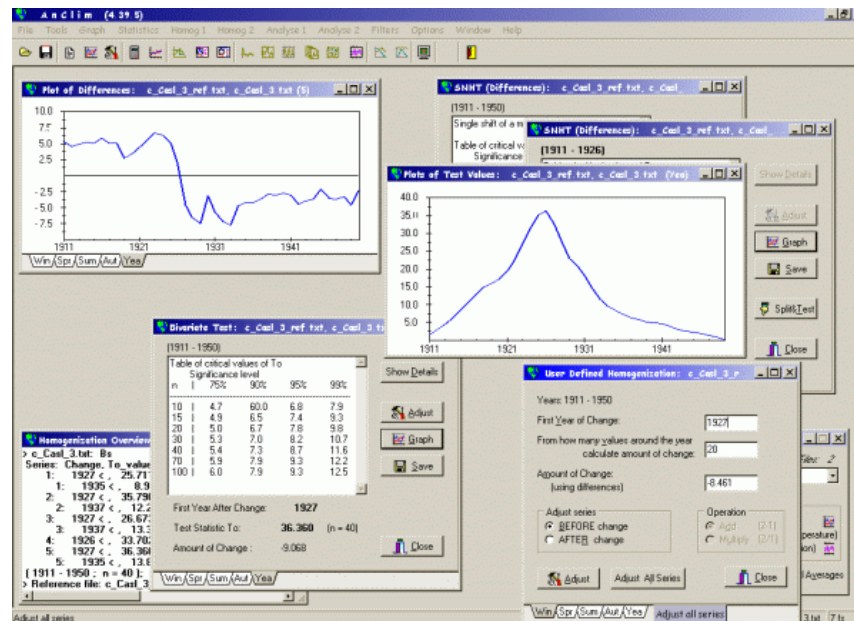 AnClim (4.39.5)
File Tools Graph Statistics Homog 1 Homog 2 Analyse 1 Analyse 2 Filters Options Window Help
Plot of Differences: c_Casl_3_ref txt, c_Casl_3 txt (S)
10.0
7.5
5.0
2.5
-2.5
-5.0
-7.5
1911 1921 1931 1941
Win Spr Sum Aut Yea
SNHT (Differences): c_Casl_3_ref txt, c_Casl_
(1911 - 1950)
Single shift of a m
Table of critical va
Significance
SNHT (Differences): c_Casl_3_ref txt, c_Casl_
(1911 - 1926)
Show Details
Adjust
Graph
Save
Split&Test
Close
Plots of Test Values: c_Casl_3_ref txt, c_Casl_3 txt (Yea)
40.0
30.0
25.0
20.0
15.0
10.0
5.0
1911 1921 1931 1941
Bivariate Test: c_Casl_3_ref txt, c_Casl_3 t
(1911 - 1950)
Table of critical values of To
Significance level
n | 75% 90% 95% 99%
10 | 4.7 60.0 6.8 7.9
15 | 4.9 6.5 7.4 9.3
20 | 5.0 6.7 7.8 9.8
30 | 5.3 7.0 8.2 10.7
40 | 5.4 7.3 8.7 11.6
70 | 5.9 7.9 9.3 12.2
100 | 6.0 7.9 9.3 12.5
First Year After Change: 1927
Test Statistic To: 36.360 (n = 40)
Amount of Change : -9.068
Win Spr Sum Aut Yea
Show Details
Adjust
Graph
Save
Close
User Defined Homogenization: c_Casl_3_r
Years: 1911 - 1950
First Year of Change: 1927
From how many values around the year
calculate amount of change: 20
Amount of Change:
(using differences) -8.461
Adjust series
BEFORE change
AFTER change
Operation
Add (2-1)
Multiply (2/1)
Adjust Adjust All Series Close
Win Spr Sum Aut Yea Adjust all series
Homogenization Overview
> c_Casl_3.txt: Bs
Series: Change, To_value
1: 1927 < , 25.71
1: 1935 < , 8.9
2: 1927 < , 35.79
2: 1937 < , 12.2
3: 1927 < , 26.67
3: 1937 < , 13.
4: 1926 < , 33.78
5: 1927 < , 36.36
5: 1935 < , 13.8
( 1911 - 1950 ; n = 40 );
> Reference file: c_Casl_3
Files: 2
perature)
ion)
Averages
Adjust all series
3.txt